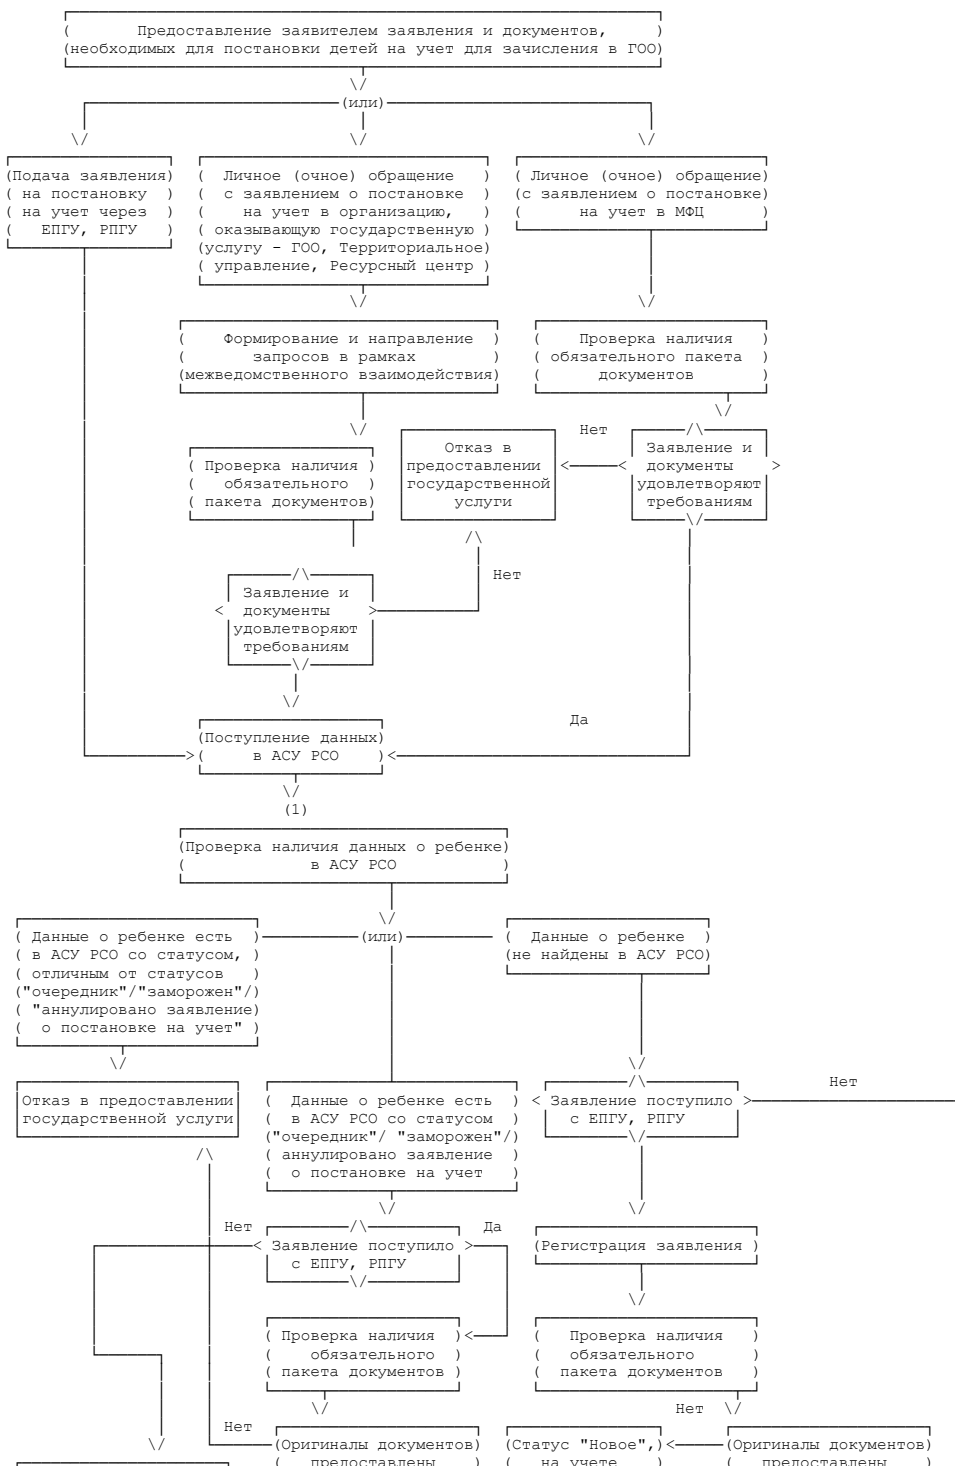 Предоставление заявителем заявления и документов,
необходимых для постановки детей на учет для зачисления в ГОО
(или)
Подача заявления
на постановку
на учет через
ЕПГУ, РПГУ
Личное (очное) обращение
с заявлением о постановке
на учет в организацию,
оказывающую государственную
услугу - ГОО, Территориальное
управление, Ресурсный центр
Личное (очное) обращение
с заявлением о постановке
на учет в МФЦ
Формирование и направление
запросов в рамках
межведомственного взаимодействия
Проверка наличия
обязательного пакета
документов
Проверка наличия
обязательного
пакета документов
Отказ в
предоставлении
государственной
услуги
Нет
Заявление и
документы
удовлетворяют
требованиям
Нет
Заявление и
документы
удовлетворяют
требованиям
Да
Поступление данных
в АСУ РСО
(1)
Проверка наличия данных о ребенке
в АСУ РСО
(или)
Данные о ребенке есть
в АСУ РСО со статусом,
отличным от статусов
"очередник"/"заморожен"/
"аннулировано заявление
о постановке на учет"
Данные о ребенке
не найдены в АСУ РСО
Отказ в предоставлении
государственной услуги
Данные о ребенке есть
в АСУ РСО со статусом
"очередник"/ "заморожен"/
аннулировано заявление
о постановке на учет
Заявление поступило
с ЕПГУ, РПГУ
Нет
Нет
Заявление поступило
с ЕПГУ, РПГУ
Да
Регистрация заявления
Проверка наличия
обязательного
пакета документов
Проверка наличия
обязательного
пакета документов
Нет
Нет
Оригиналы документов
предоставлены
Статус "Новое",
на учете
Оригиналы документов
предоставлены